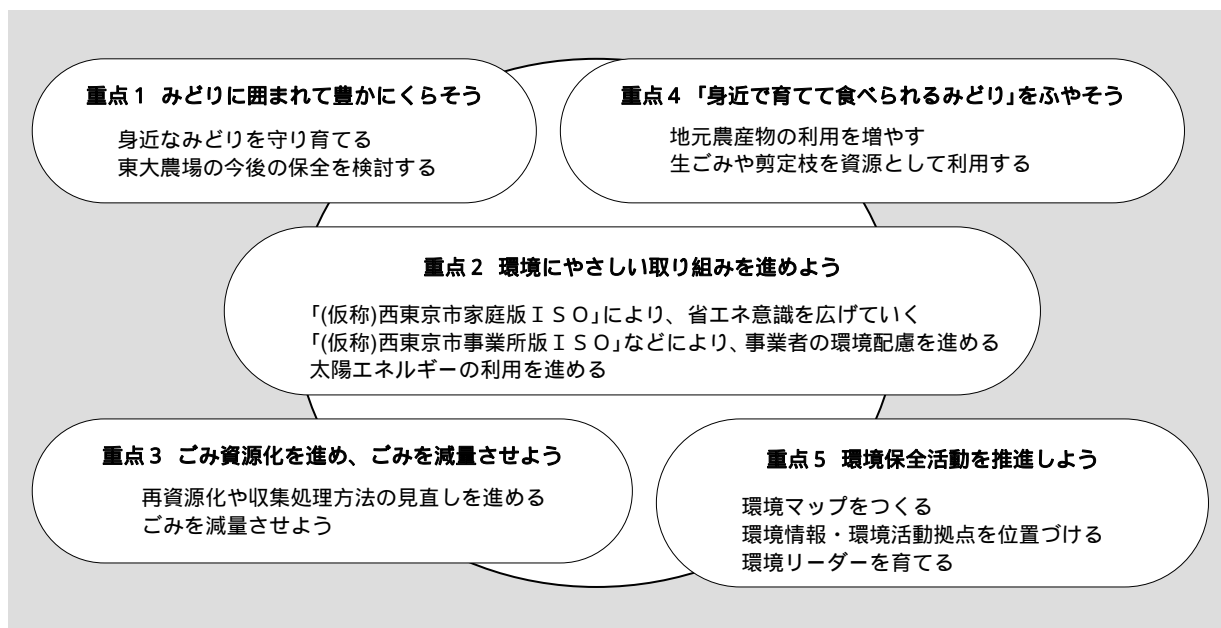 重点1 みどりに囲まれて豊かにくらそう
身近なみどりを守り育てる
東大農場の今後の保全を検討する
重点4 「身近で育てて食べられるみどり」をふやそう
地元農産物の利用を増やす
生ごみや剪定枝を資源として利用する
重点2 環境にやさしい取り組みを進めよう
「(仮称)西東京市家庭版ＩＳＯ」により、省エネ意識を広げていく
「(仮称)西東京市事業所版ＩＳＯ」などにより、事業者の環境配慮を進める
太陽エネルギーの利用を進める
重点3 ごみ資源化を進め、ごみを減量させよう
再資源化や収集処理方法の見直しを進める
ごみを減量させよう
重点5 環境保全活動を推進しよう
環境マップをつくる
環境情報・環境活動拠点を位置づける
環境リーダーを育てる